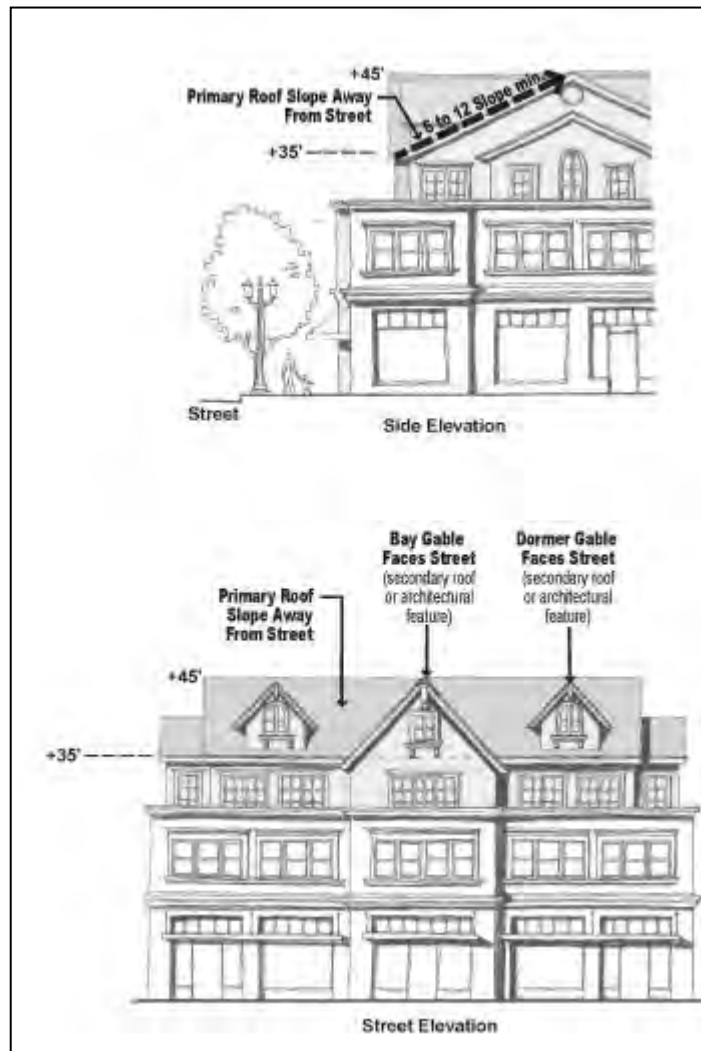 +45'
Primary Roof Slope Away
From Street
6 to 12 Slope min.
+35'
Street
Side Elevation
Bay Gable
Faces Street
(secondary roof
or architectural
feature)
Dormer Gable
Faces Street
(secondary roof
or architectural
feature)
Primary Roof
Slope Away
From Street
+45'
+35'
Street Elevation